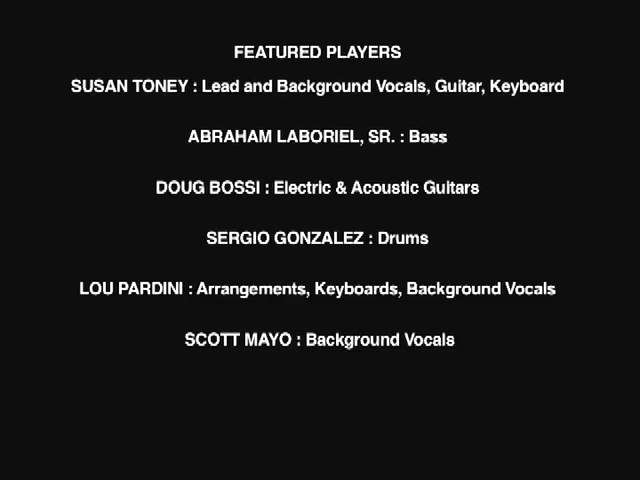 FEATURED PLAYERS
SUSAN TONEY : Lead and Background Vocals, Guitar, Keyboard
ABRAHAM LABORIEL, SR. : Bass
DOUG BOSSI : Electric & Acoustic Guitars
SERGIO GONZALEZ : Drums
LOU PARDINI : Arrangements, Keyboards, Background Vocals
SCOTT MAYO : Background Vocals